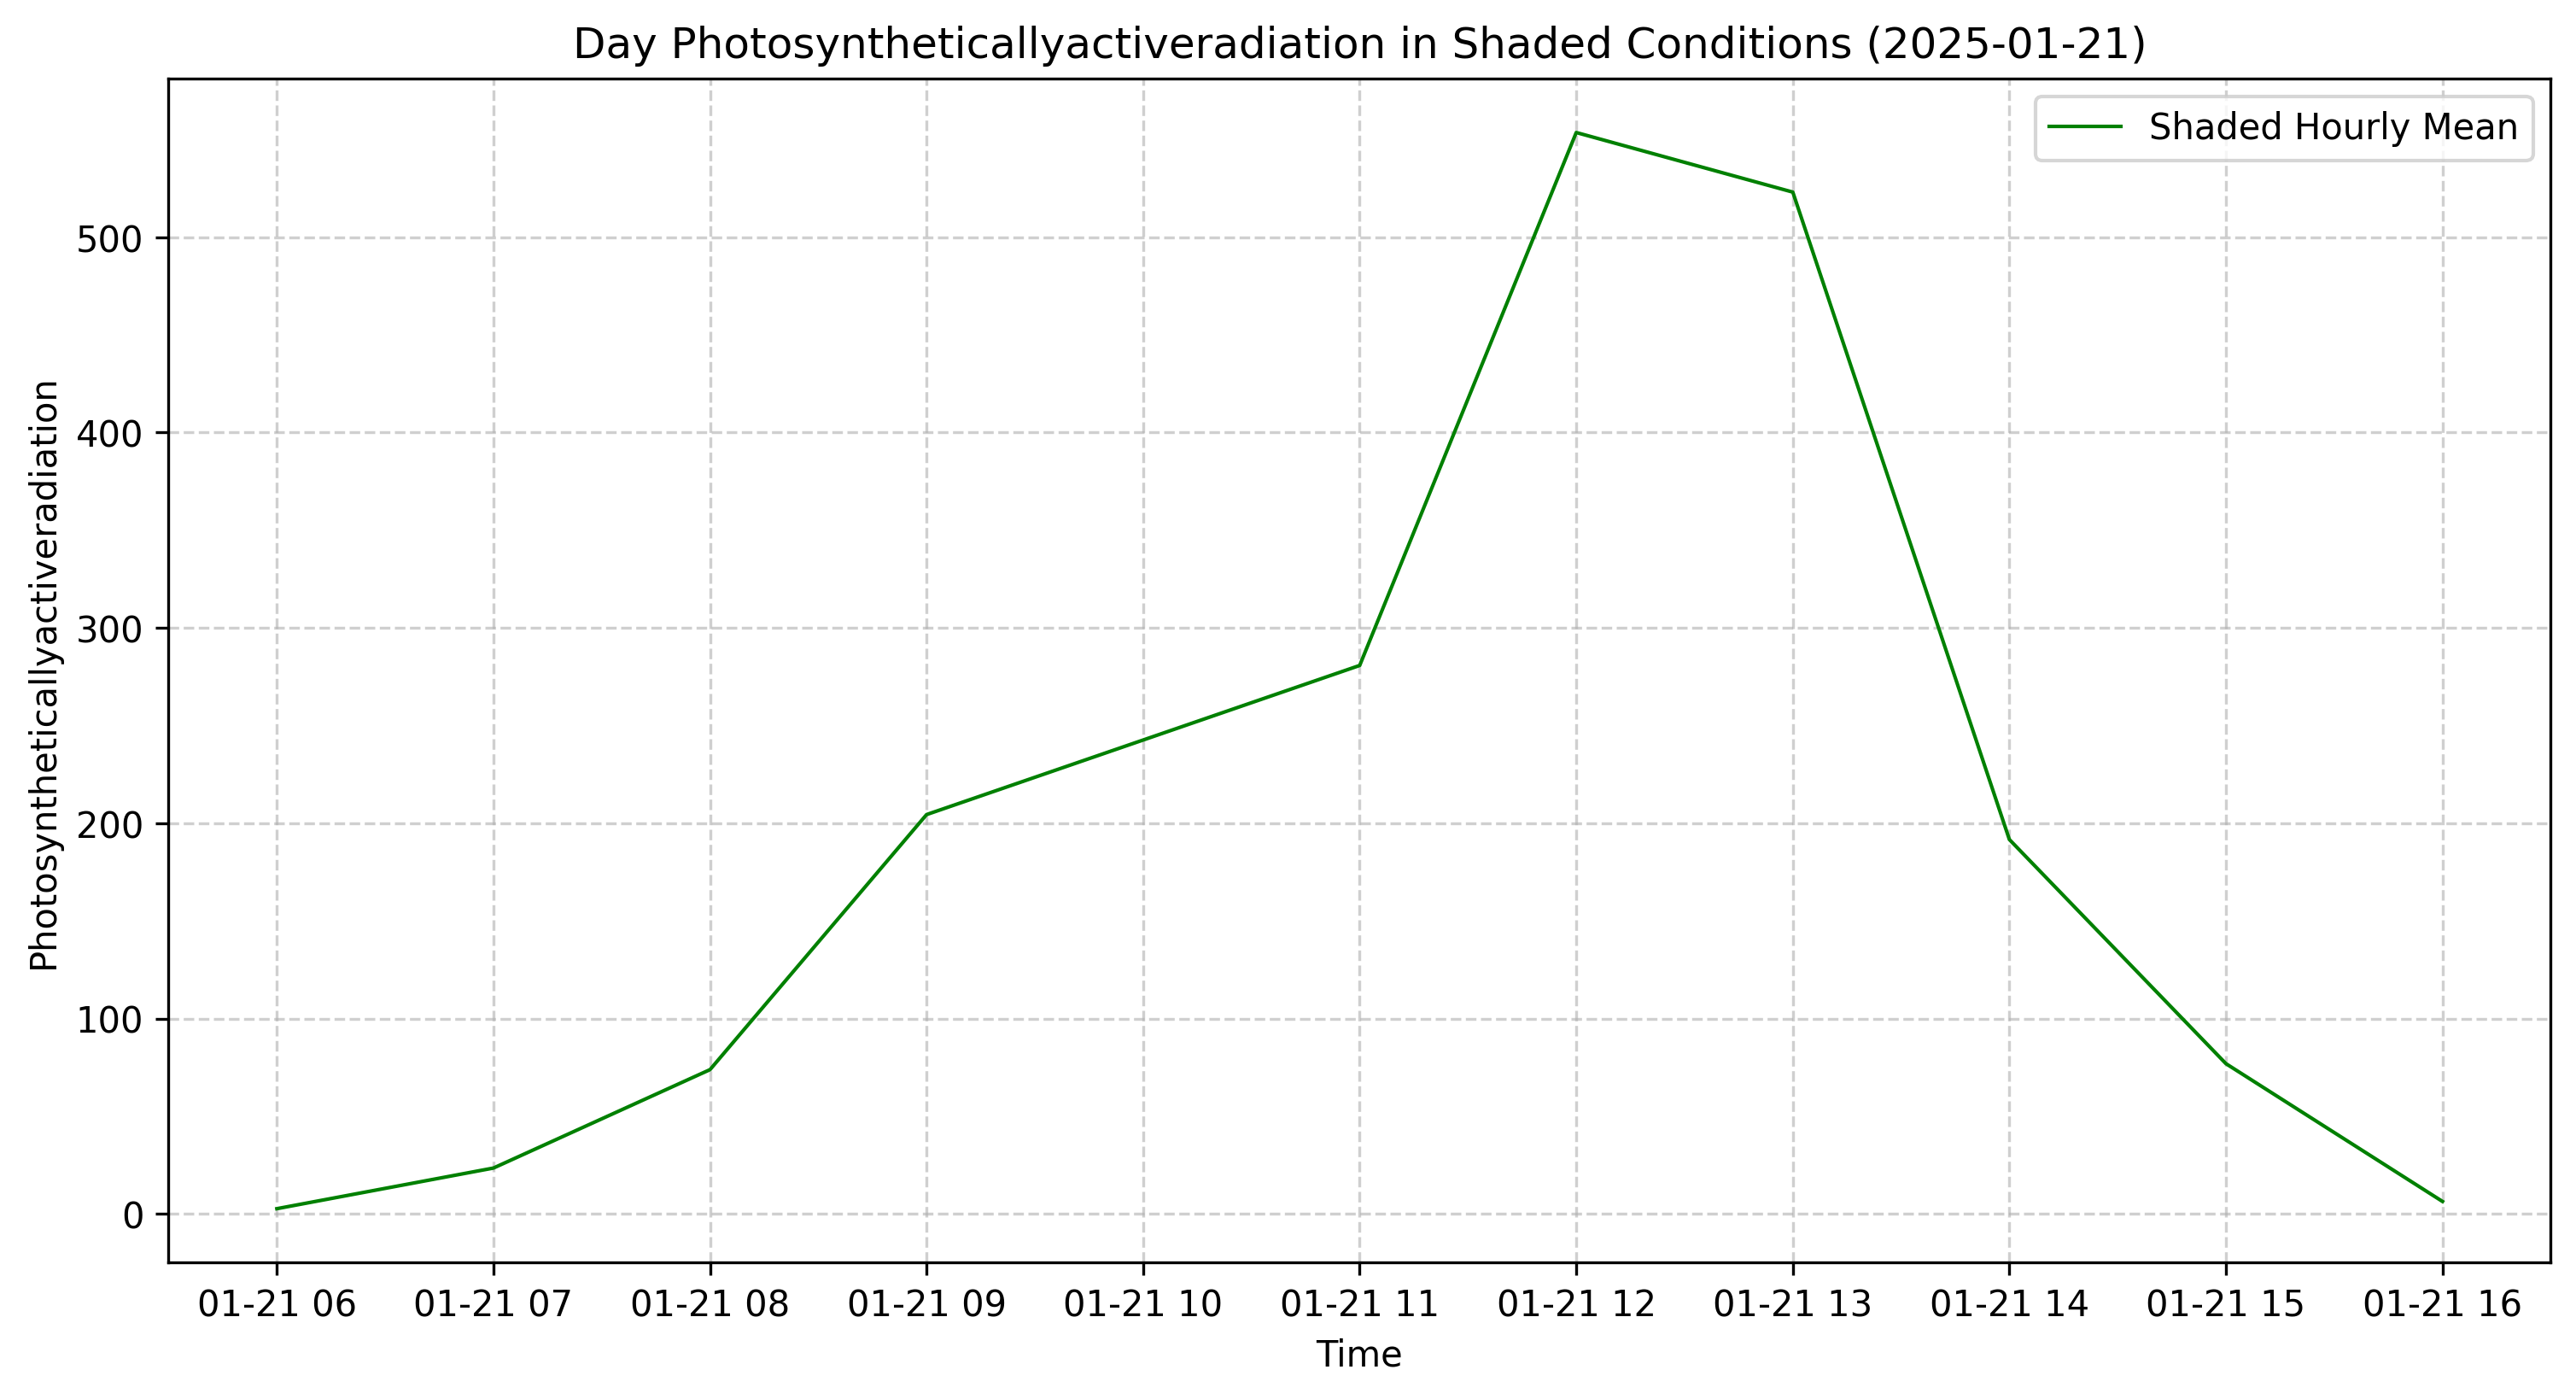 Day Photosyntheticallyactiveradiation in Shaded Conditions (2025-01-21)
Shaded Hourly Mean
Photosyntheticallyactiveradiation
500
400
300
200
100
0
01-21 06 01-21 07 01-21 08 01-21 09 01-21 10 01-21 11 01-21 12 01-21 13 01-21 14 01-21 15 01-21 16
Time